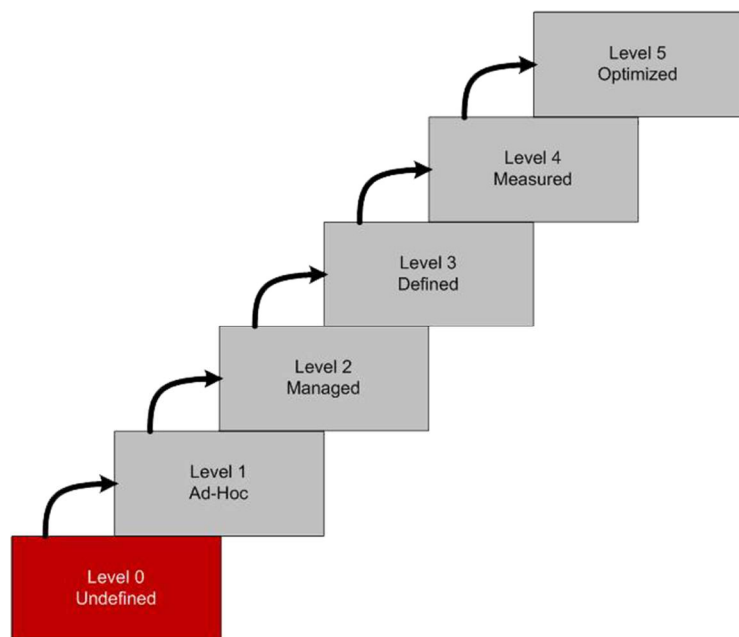 Level 5
Optimized
Level 4
Measured
Level 3
Defined
Level 2
Managed
Level 1
Ad-Hoc
Level 0
Undefined